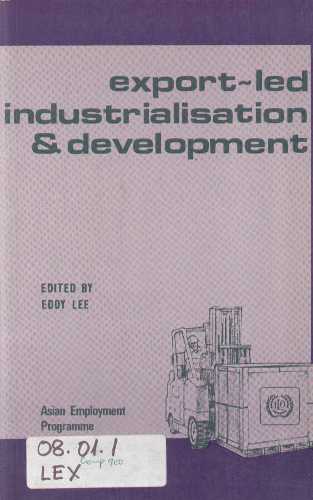 export-led
industrialisation
& development
EDITED BY
EDDY LEE
Asian Employment
Programme
08.01.1
LEX